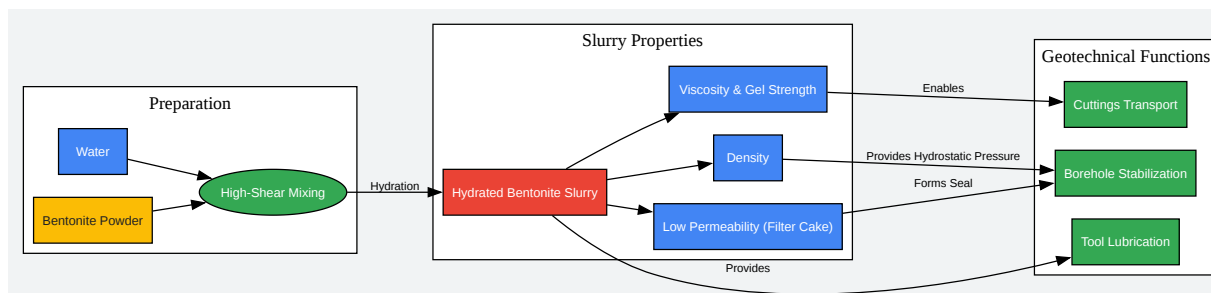 Preparation
Water
Bentonite Powder
High-Shear Mixing
Hydration
Slurry Properties
Hydrated Bentonite Slurry
Viscosity & Gel Strength
Density
Low Permeability (Filter Cake)
Enables
Provides Hydrostatic Pressure
Forms Seal
Provides
Geotechnical Functions
Cuttings Transport
Borehole Stabilization
Tool Lubrication